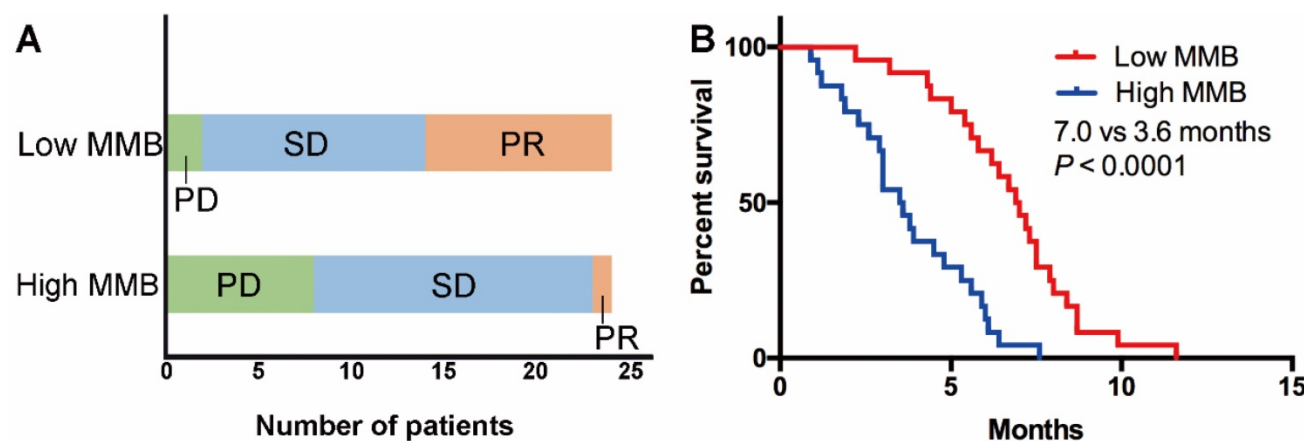 A
Low MMB
SD
PR
PD
High MMB
PD
SD
PR
0 5 10 15 20 25
Number of patients
B
100
50
0
Percent survival
Low MMB
High MMB
7.0 vs 3.6 months
P < 0.0001
0 5 10 15
Months